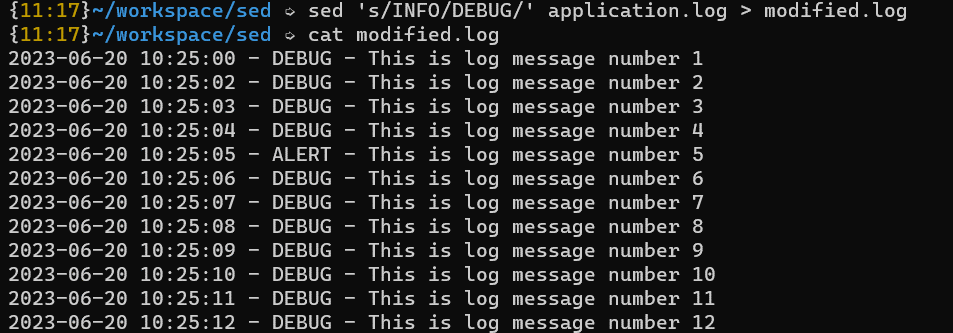 {11:17}~/workspace/sed ➭ sed 's/INFO/DEBUG/' application.log > modified.log
{11:17}~/workspace/sed ➭ cat modified.log
2023-06-20 10:25:00 - DEBUG - This is log message number 1
2023-06-20 10:25:02 - DEBUG - This is log message number 2
2023-06-20 10:25:03 - DEBUG - This is log message number 3
2023-06-20 10:25:04 - DEBUG - This is log message number 4
2023-06-20 10:25:05 - ALERT - This is log message number 5
2023-06-20 10:25:06 - DEBUG - This is log message number 6
2023-06-20 10:25:07 - DEBUG - This is log message number 7
2023-06-20 10:25:08 - DEBUG - This is log message number 8
2023-06-20 10:25:09 - DEBUG - This is log message number 9
2023-06-20 10:25:10 - DEBUG - This is log message number 10
2023-06-20 10:25:11 - DEBUG - This is log message number 11
2023-06-20 10:25:12 - DEBUG - This is log message number 12